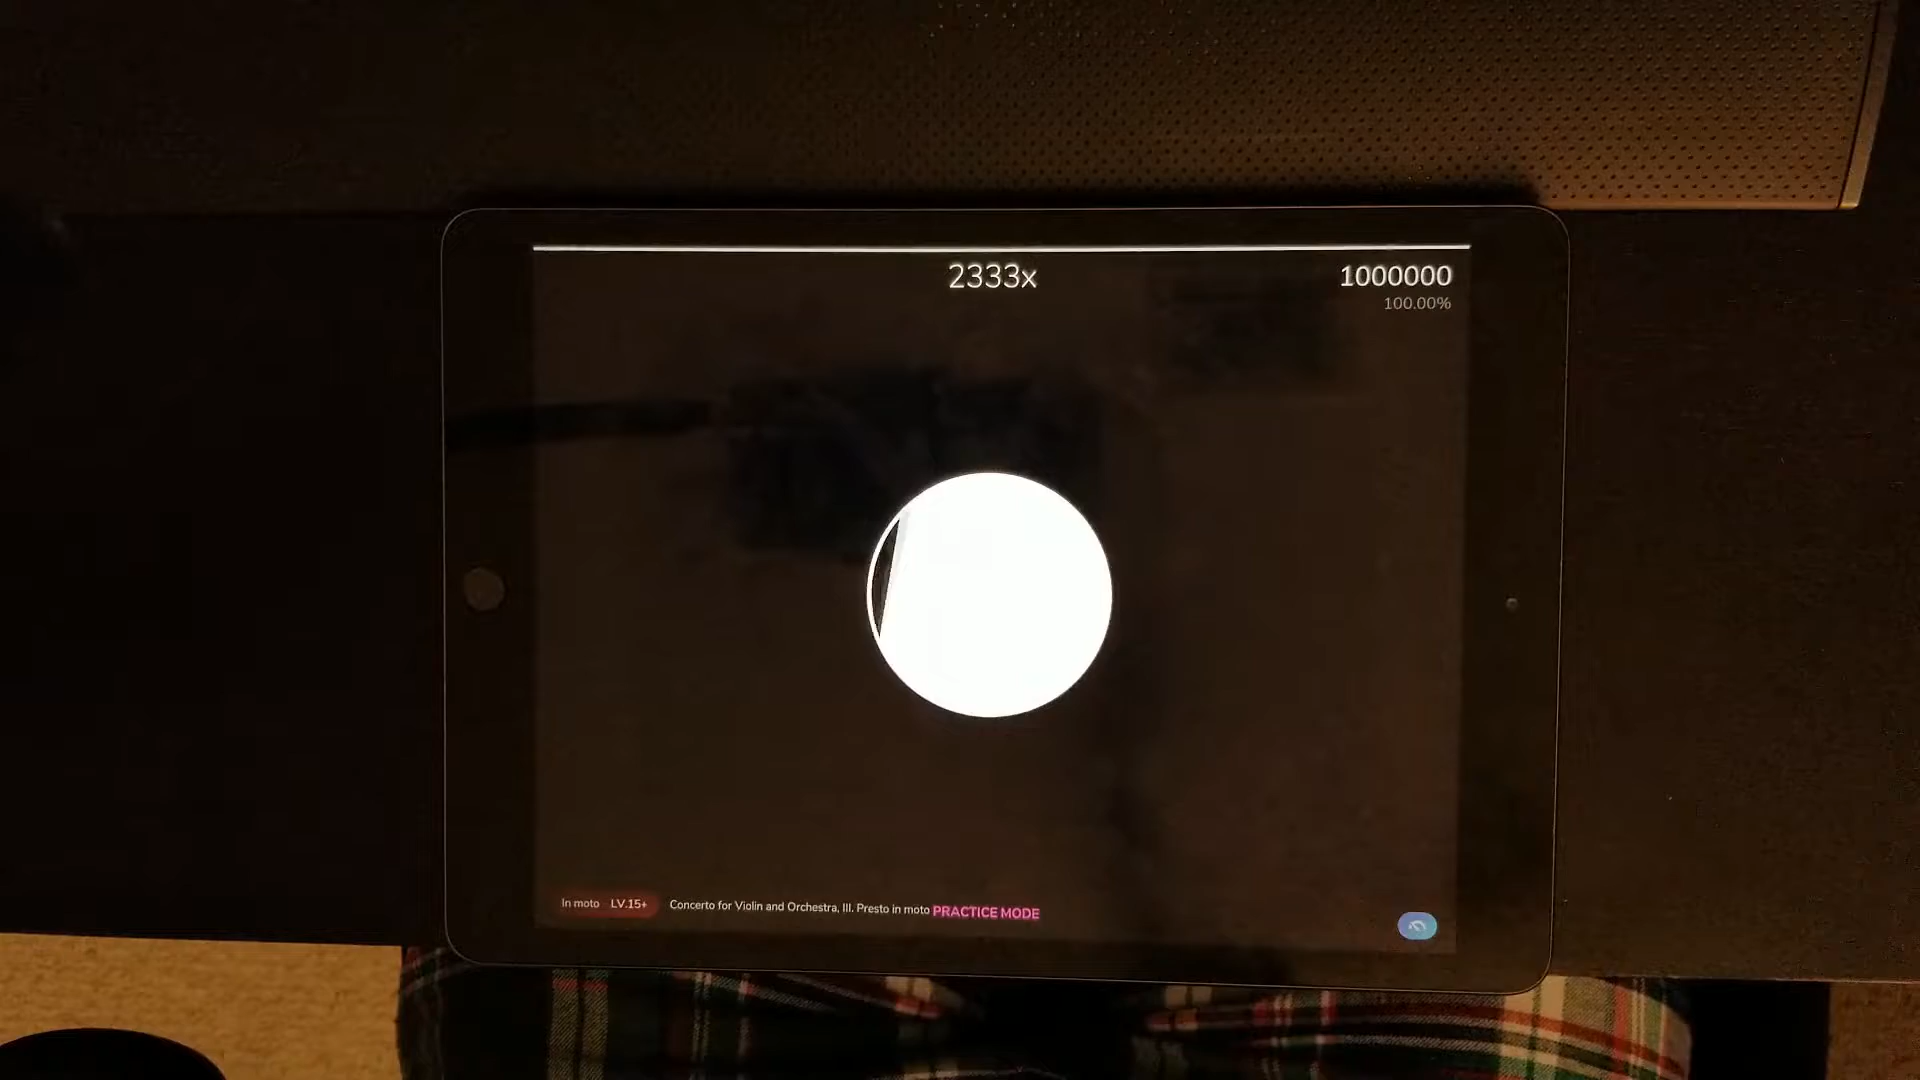 2333x
1000000
100.00%
In moto LV.15+ Concerto for Violin and Orchestra, III. Presto in moto PRACTICE MODE